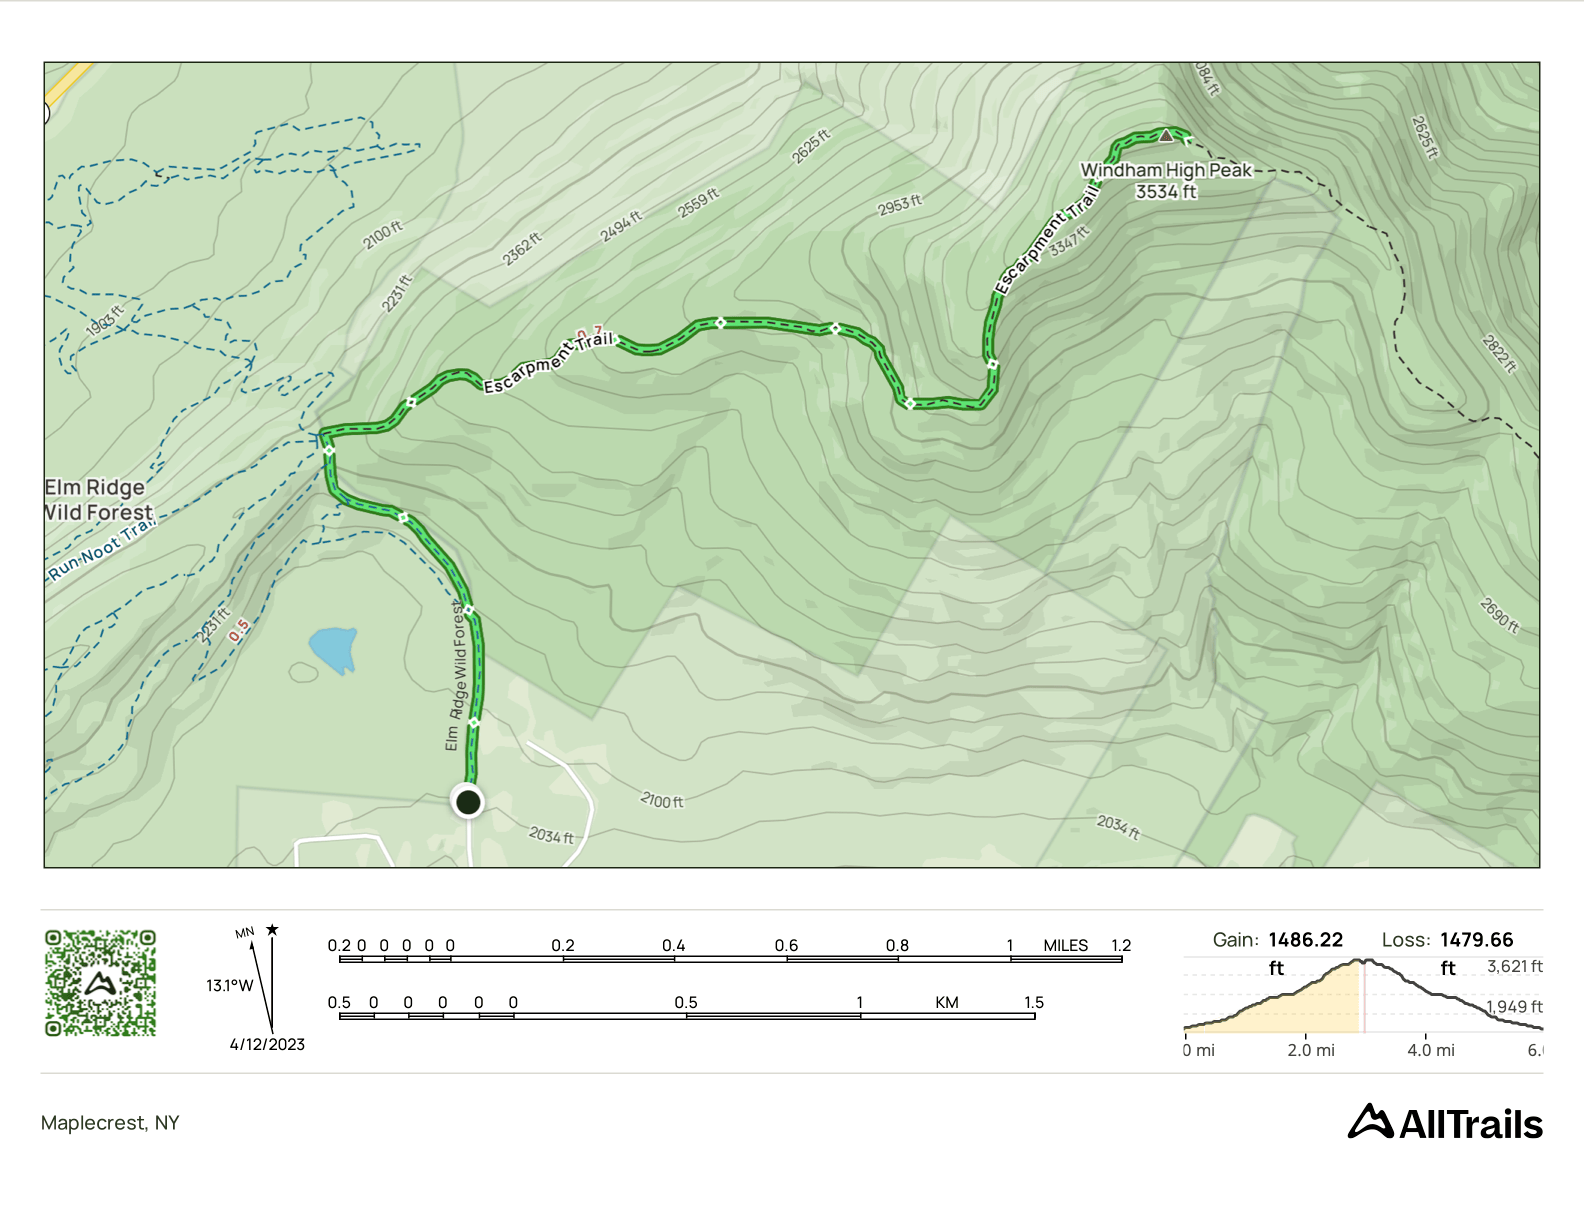 084 ft
2625 ft
2625 ft
Windham High Peak
3534 ft
2953 ft
2559 ft
2494 ft
2100 ft
2362 ft
Escarpment Trail
3347 ft
2231 ft
1903 ft
0.7
Escarpment Trail
2822 ft
Elm Ridge
Wild Forest
Run-Noot Trail
2231 ft
0.5
Elm Ridge Wild Forest
2690 ft
2100 ft
2034 ft
2034 ft
MN
13.1°W
4/12/2023
0.2 0 0 0 0 0 0.2 0.4 0.6 0.8 1 MILES 1.2
0.5 0 0 0 0 0 0.5 1 KM 1.5
Gain: 1486.22 ft
Loss: 1479.66 ft
3,621 ft
1,949 ft
0 mi 2.0 mi 4.0 mi 6.0
Maplecrest, NY
AllTrails